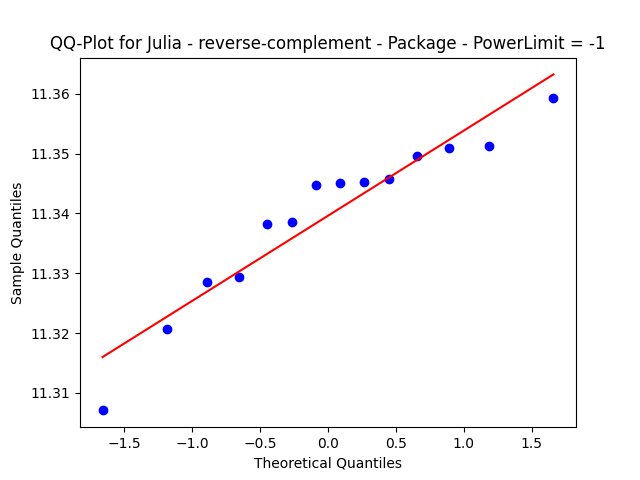 QQ-Plot for Julia - reverse-complement - Package - PowerLimit = -1
11.36
11.35
11.34
11.33
11.32
11.31
Sample Quantiles
−1.5 −1.0 −0.5 0.0 0.5 1.0 1.5
Theoretical Quantiles